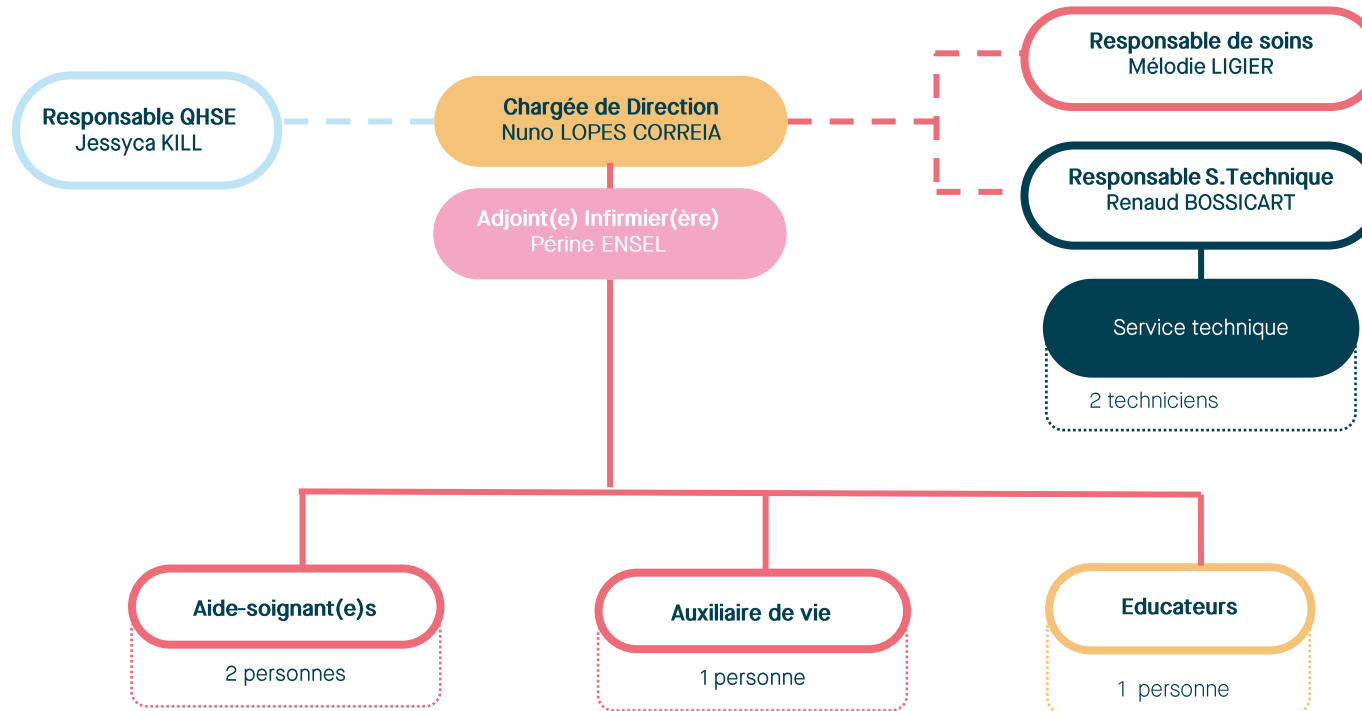 Responsable de soins
Mélodie LIGIER
Responsable QHSE
Jessyca KILL
Chargée de Direction
Nuno LOPES CORREIA
Responsable S.Technique
Renaud BOSSICART
Adjoint(e) Infirmier(ère)
Périne ENSEL
Service technique
2 techniciens
Aide-soignant(e)s
2 personnes
Auxiliaire de vie
1 personne
Educateurs
1 personne